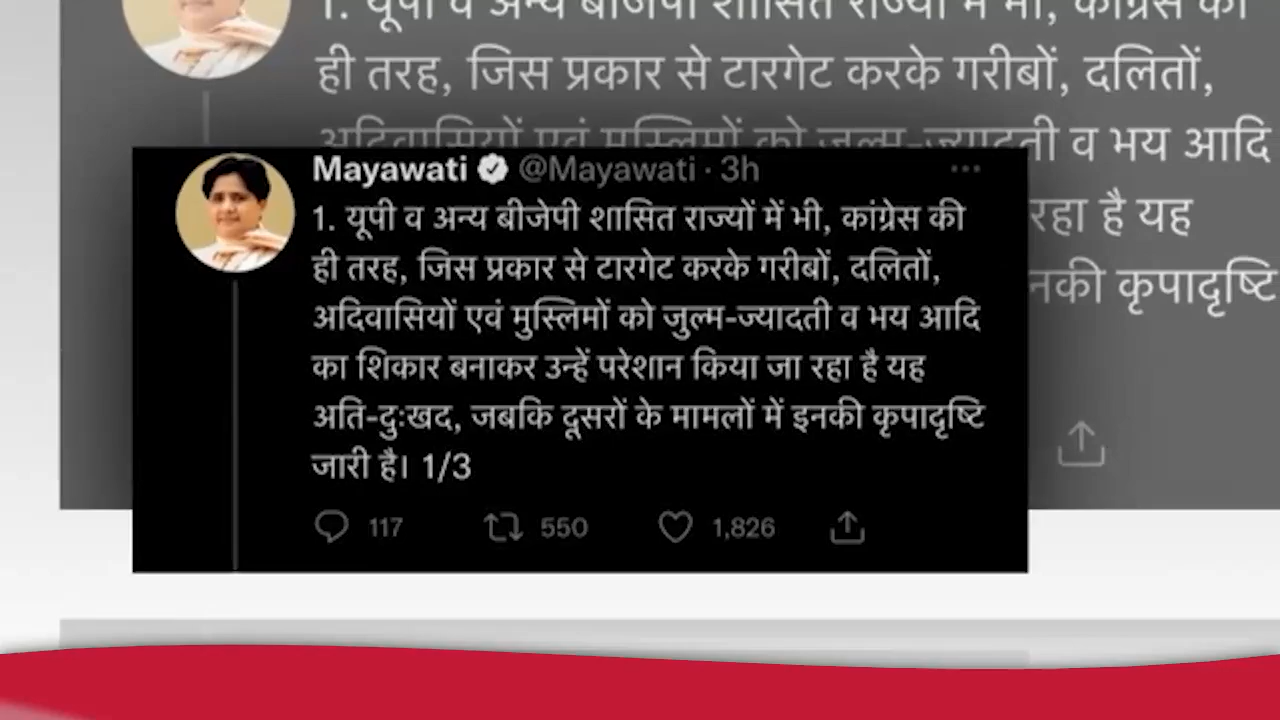 1. यूपी व अन्य बीजेपी शासित राज्यों में भी, कांग्रेस की
ही तरह, जिस प्रकार से टारगेट करके गरीबों, दलितों,
अदिवासियों एवं मुस्लिमों को जुल्म-ज्यादती व भय आदि
रहा है यह
इनकी कृपादृष्टि
Mayawati @Mayawati · 3h
1. यूपी व अन्य बीजेपी शासित राज्यों में भी, कांग्रेस की
ही तरह, जिस प्रकार से टारगेट करके गरीबों, दलितों,
अदिवासियों एवं मुस्लिमों को जुल्म-ज्यादती व भय आदि
का शिकार बनाकर उन्हें परेशान किया जा रहा है यह
अति-दुःखद, जबकि दूसरों के मामलों में इनकी कृपादृष्टि
जारी है। 1/3
117 550 1,826